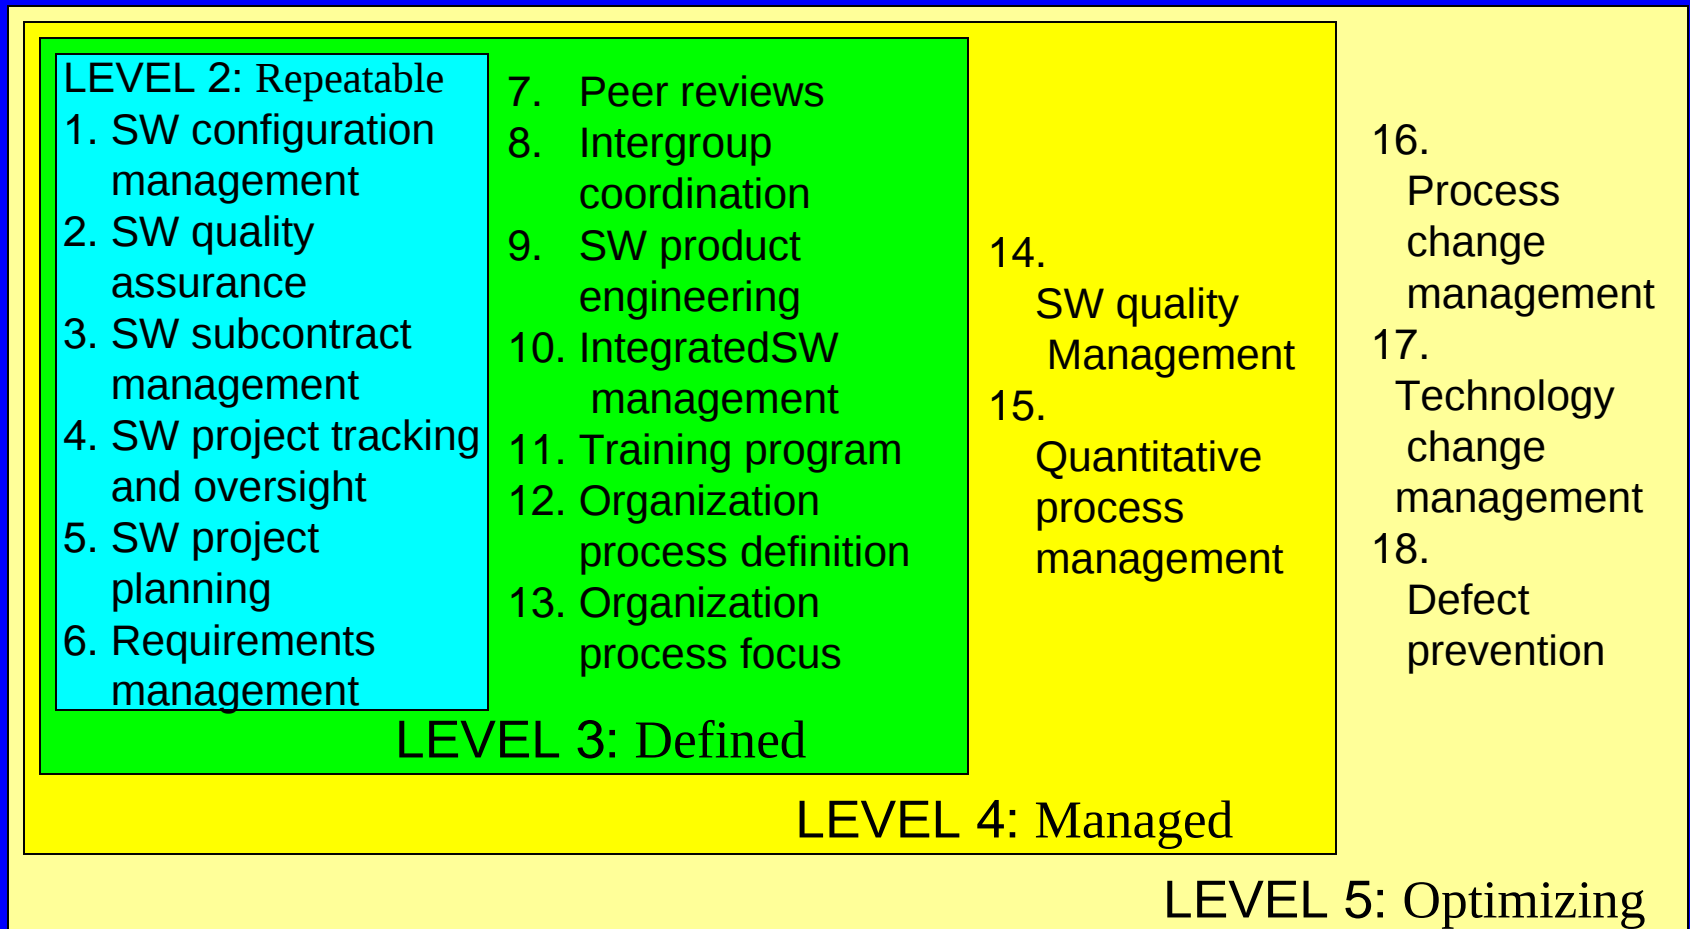 LEVEL 2: Repeatable
1. SW configuration
management
2. SW quality
assurance
3. SW subcontract
management
4. SW project tracking
and oversight
5. SW project
planning
6. Requirements
management
7. Peer reviews
8. Intergroup
coordination
9. SW product
engineering
10. IntegratedSW
management
11. Training program
12. Organization
process definition
13. Organization
process focus
LEVEL 3: Defined
14.
SW quality
Management
15.
Quantitative
process
management
LEVEL 4: Managed
16.
Process
change
management
17.
Technology
change
management
18.
Defect
prevention
LEVEL 5: Optimizing